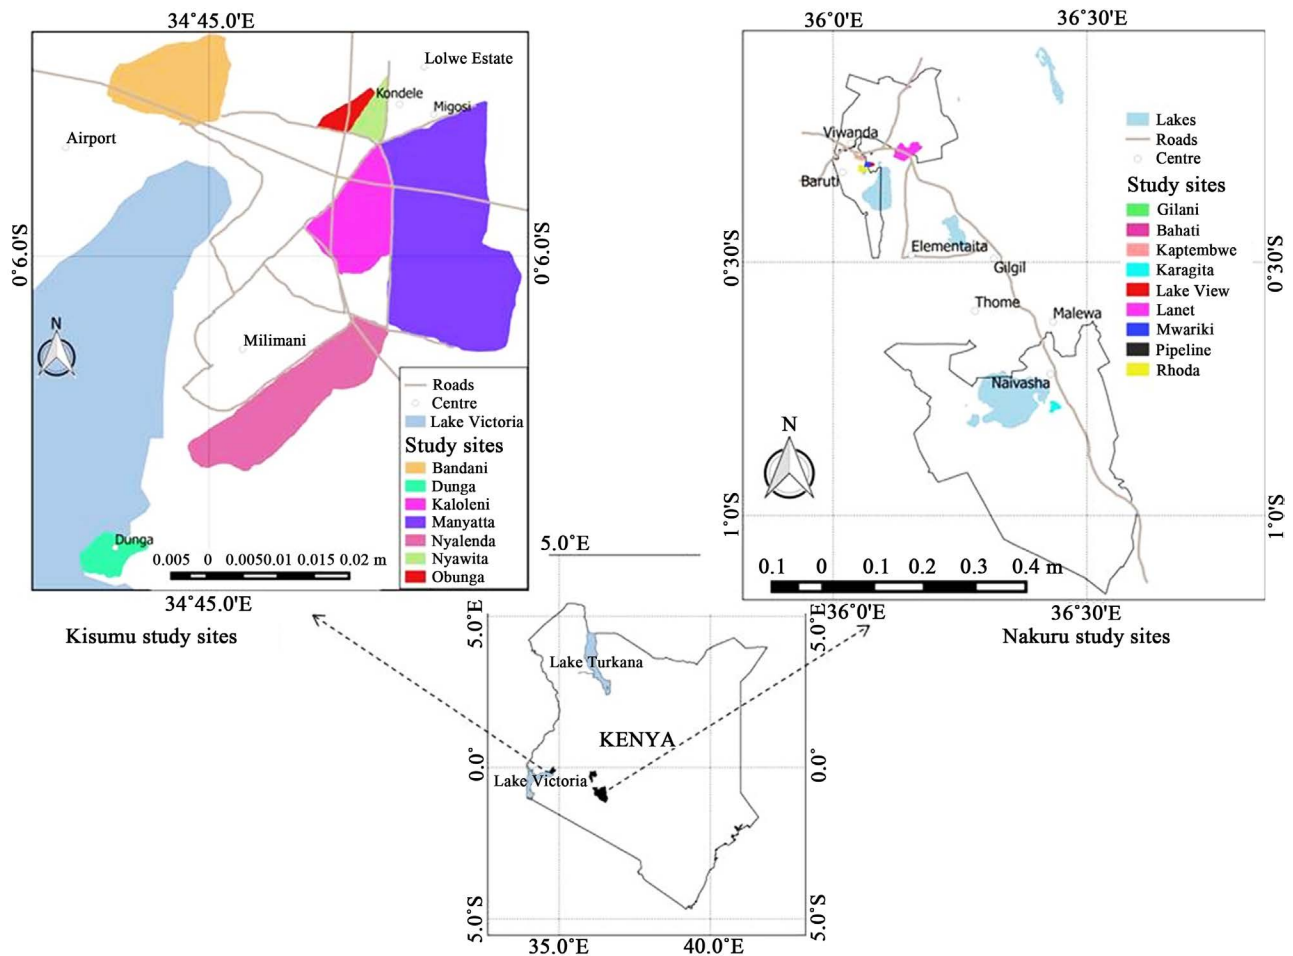 34°45.0'E
Lolwe Estate
Kondele
Migosi
Airport
0°6.0'S
0°6.0'S
N
Milimani
Roads
Centre
Lake Victoria
Study sites
Bandani
Dunga
Kaloleni
Manyatta
Nyalenda
Nyawita
Obunga
Dunga
0.005 0 0.0050.01 0.015 0.02 m
34°45.0'E
Kisumu study sites
36°0'E 36°30'E
Viwanda
Baruti
Elementaita
Gilgil
Thome
Malewa
Naivasha
0°30'S
0°30'S
1°0'S
1°0'S
Lakes
Roads
Centre
Study sites
Gilani
Bahati
Kaptembwe
Karagita
Lake View
Lanet
Mwariki
Pipeline
Rhoda
N
0.1 0 0.1 0.2 0.3 0.4 m
36°0'E 36°30'E
Nakuru study sites
5.0°E
5.0°E
5.0°E
Lake Turkana
KENYA
0.0°
0.0°
Lake Victoria
5.0°S
5.0°S
35.0°E 40.0°E